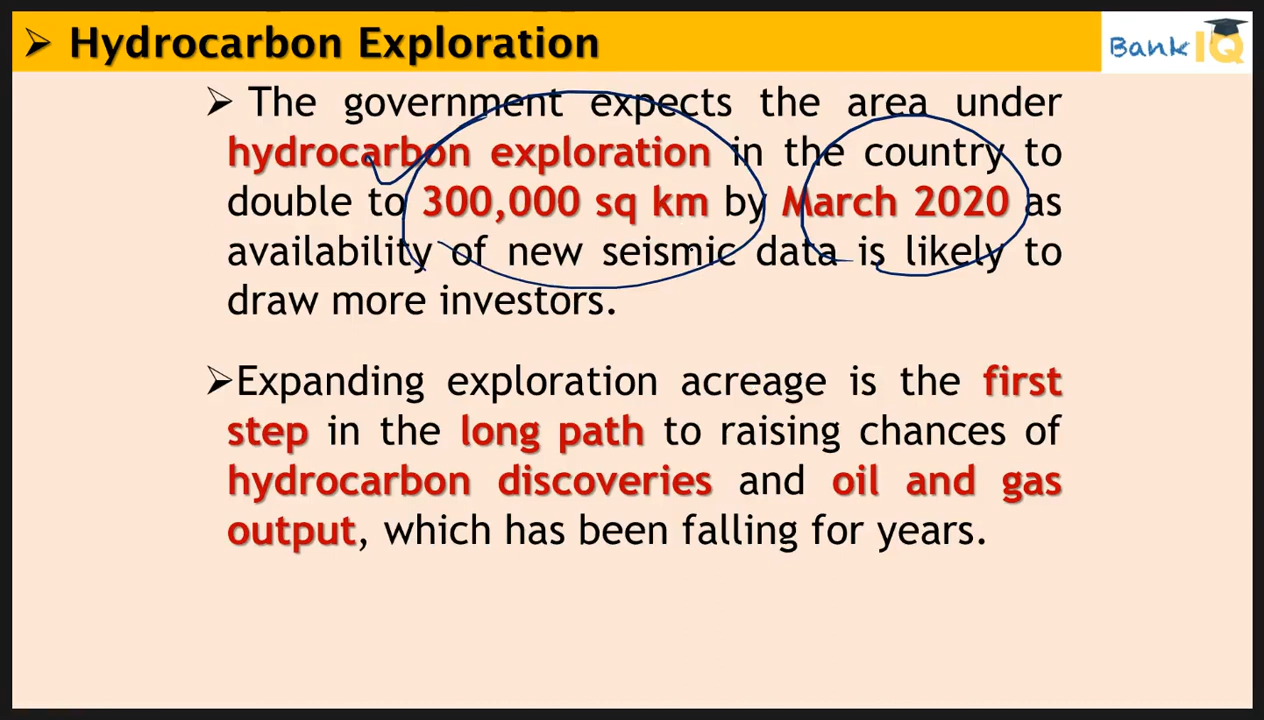 ➤ Hydrocarbon Exploration
Bank IQ
➤ The government expects the area under
hydrocarbon exploration in the country to
double to 300,000 sq km by March 2020 as
availability of new seismic data is likely to
draw more investors.
➤Expanding exploration acreage is the first
step in the long path to raising chances of
hydrocarbon discoveries and oil and gas
output, which has been falling for years.